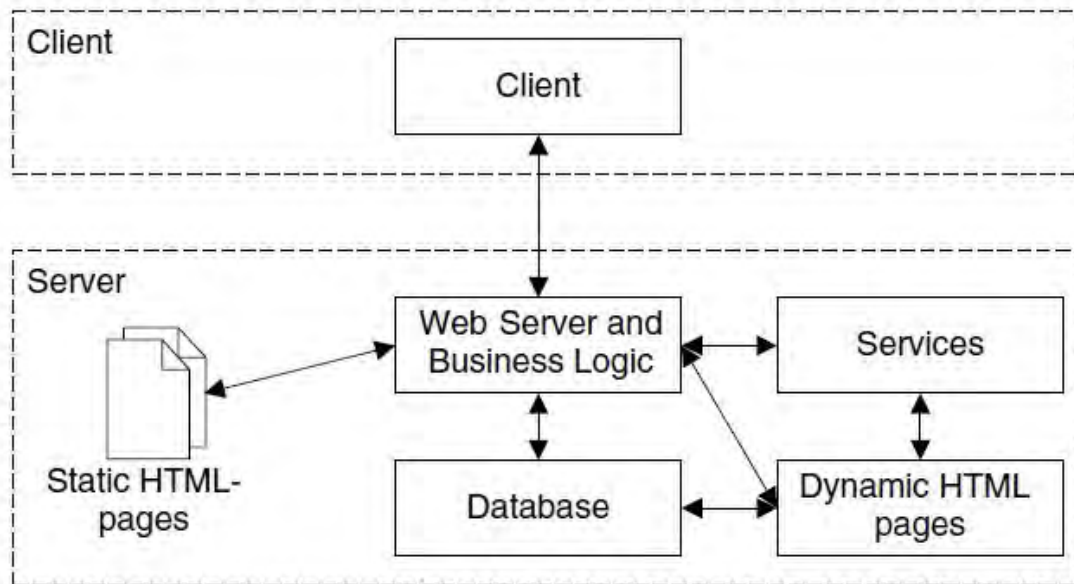 Client
Client
Server
Web Server and
Business Logic
Services
Static HTML-
pages
Database
Dynamic HTML
pages